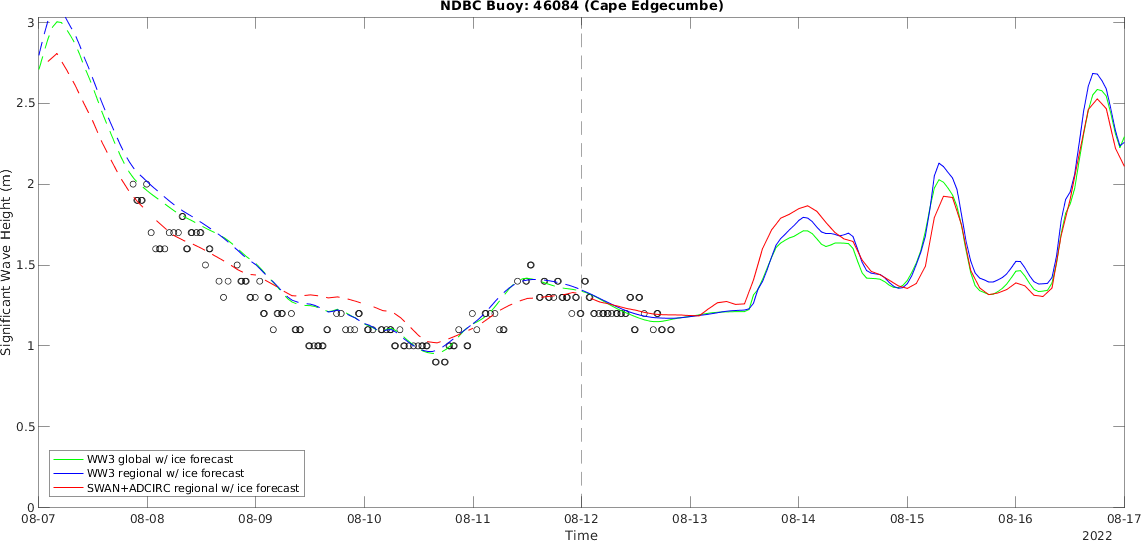 NDBC Buoy: 46084 (Cape Edgecumbe)
3
2.5
2
1.5
1
0.5
0
Significant Wave Height (m)
WW3 global w/ ice forecast
WW3 regional w/ ice forecast
SWAN+ADCIRC regional w/ ice forecast
08-07 08-08 08-09 08-10 08-11 08-12 08-13 08-14 08-15 08-16 08-17
Time
2022